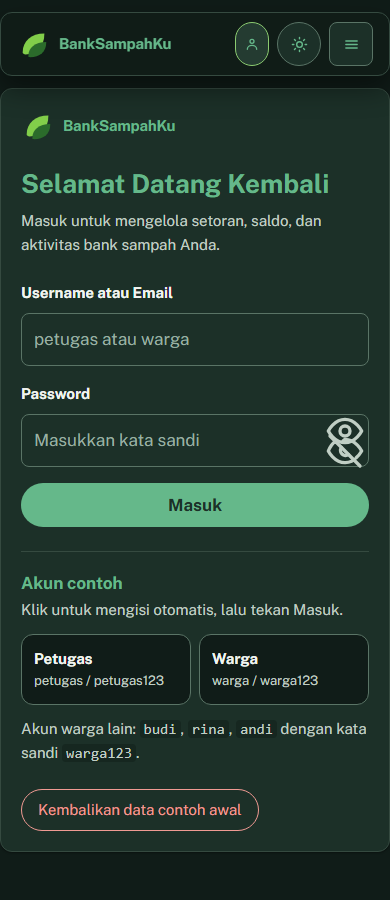 BankSampahKu
BankSampahKu
Selamat Datang Kembali
Masuk untuk mengelola setoran, saldo, dan
aktivitas bank sampah Anda.
Username atau Email
petugas atau warga
Password
Masukkan kata sandi
Masuk
Akun contoh
Klik untuk mengisi otomatis, lalu tekan Masuk.
Petugas
petugas / petugas123
Warga
warga / warga123
Akun warga lain: budi, rina, andi dengan kata
sandi warga123.
Kembalikan data contoh awal